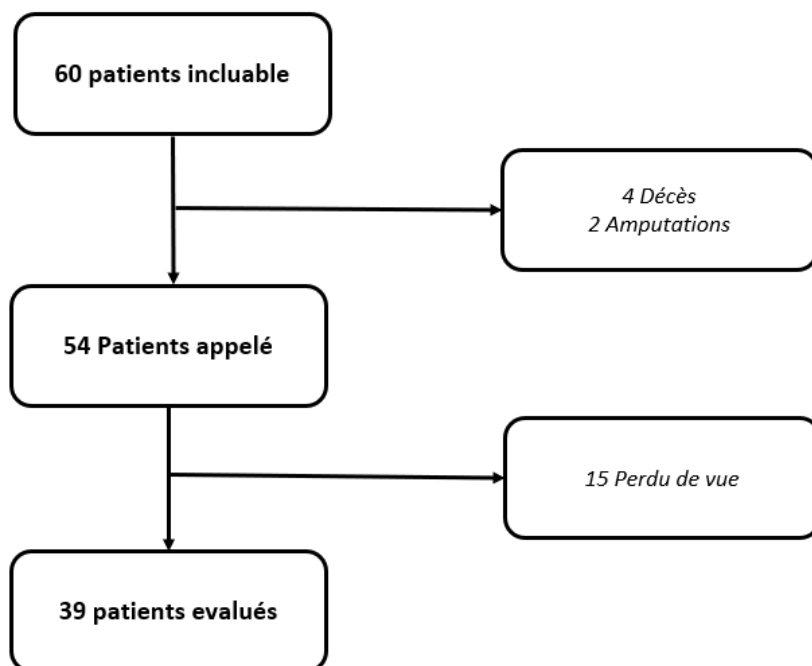 60 patients incluable
4 Décès
2 Amputations
54 Patients appelé
15 Perdu de vue
39 patients evalués